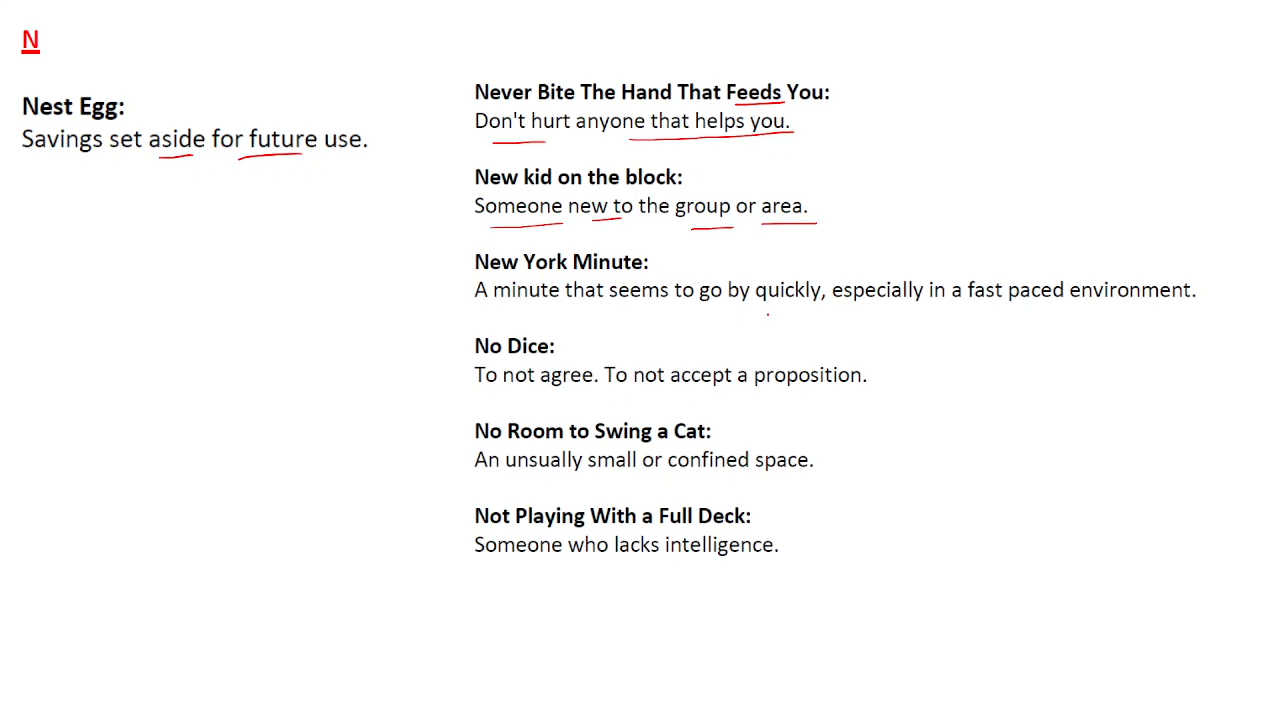 N
Nest Egg:
Savings set aside for future use.
Never Bite The Hand That Feeds You:
Don't hurt anyone that helps you.
New kid on the block:
Someone new to the group or area.
New York Minute:
A minute that seems to go by quickly, especially in a fast paced environment.
No Dice:
To not agree. To not accept a proposition.
No Room to Swing a Cat:
An unsually small or confined space.
Not Playing With a Full Deck:
Someone who lacks intelligence.